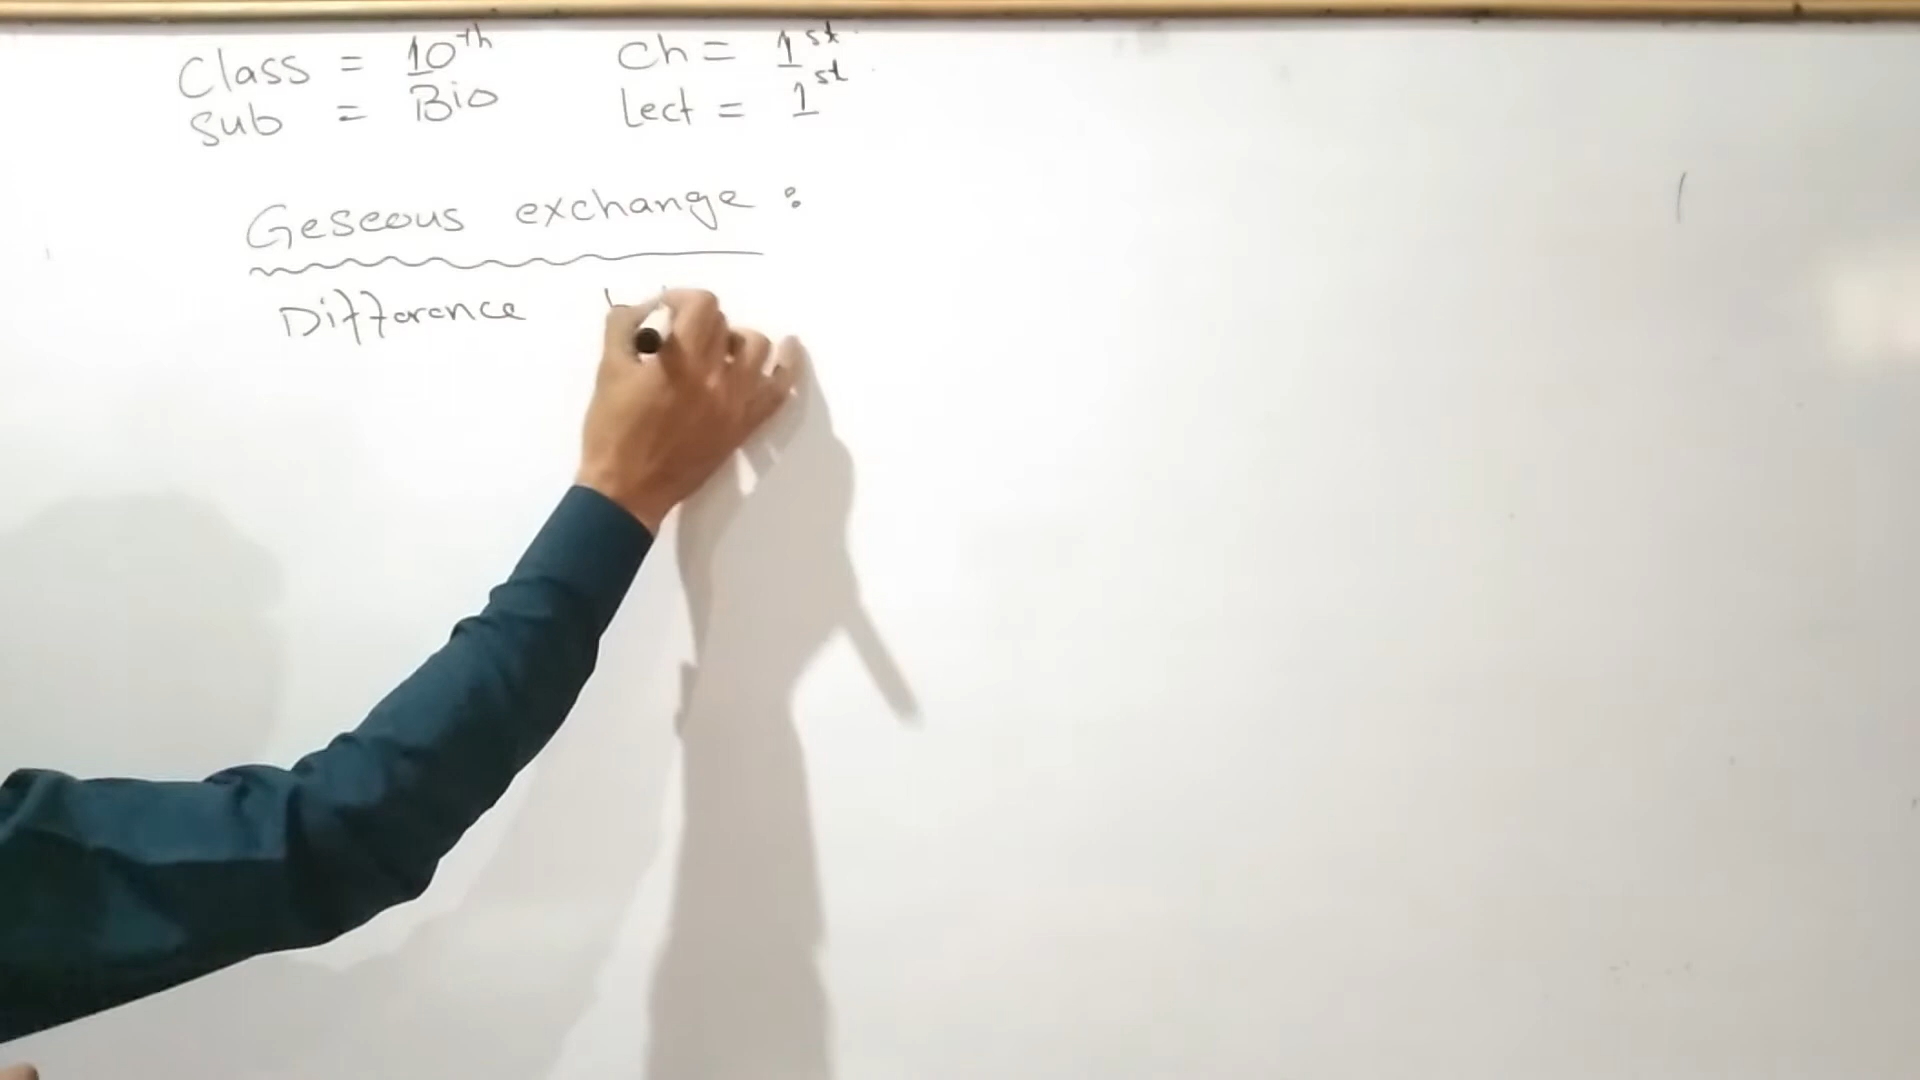 Class = 10th Ch = 1st
Sub = Bio Lect = 1st
Geseous exchange :
Difference